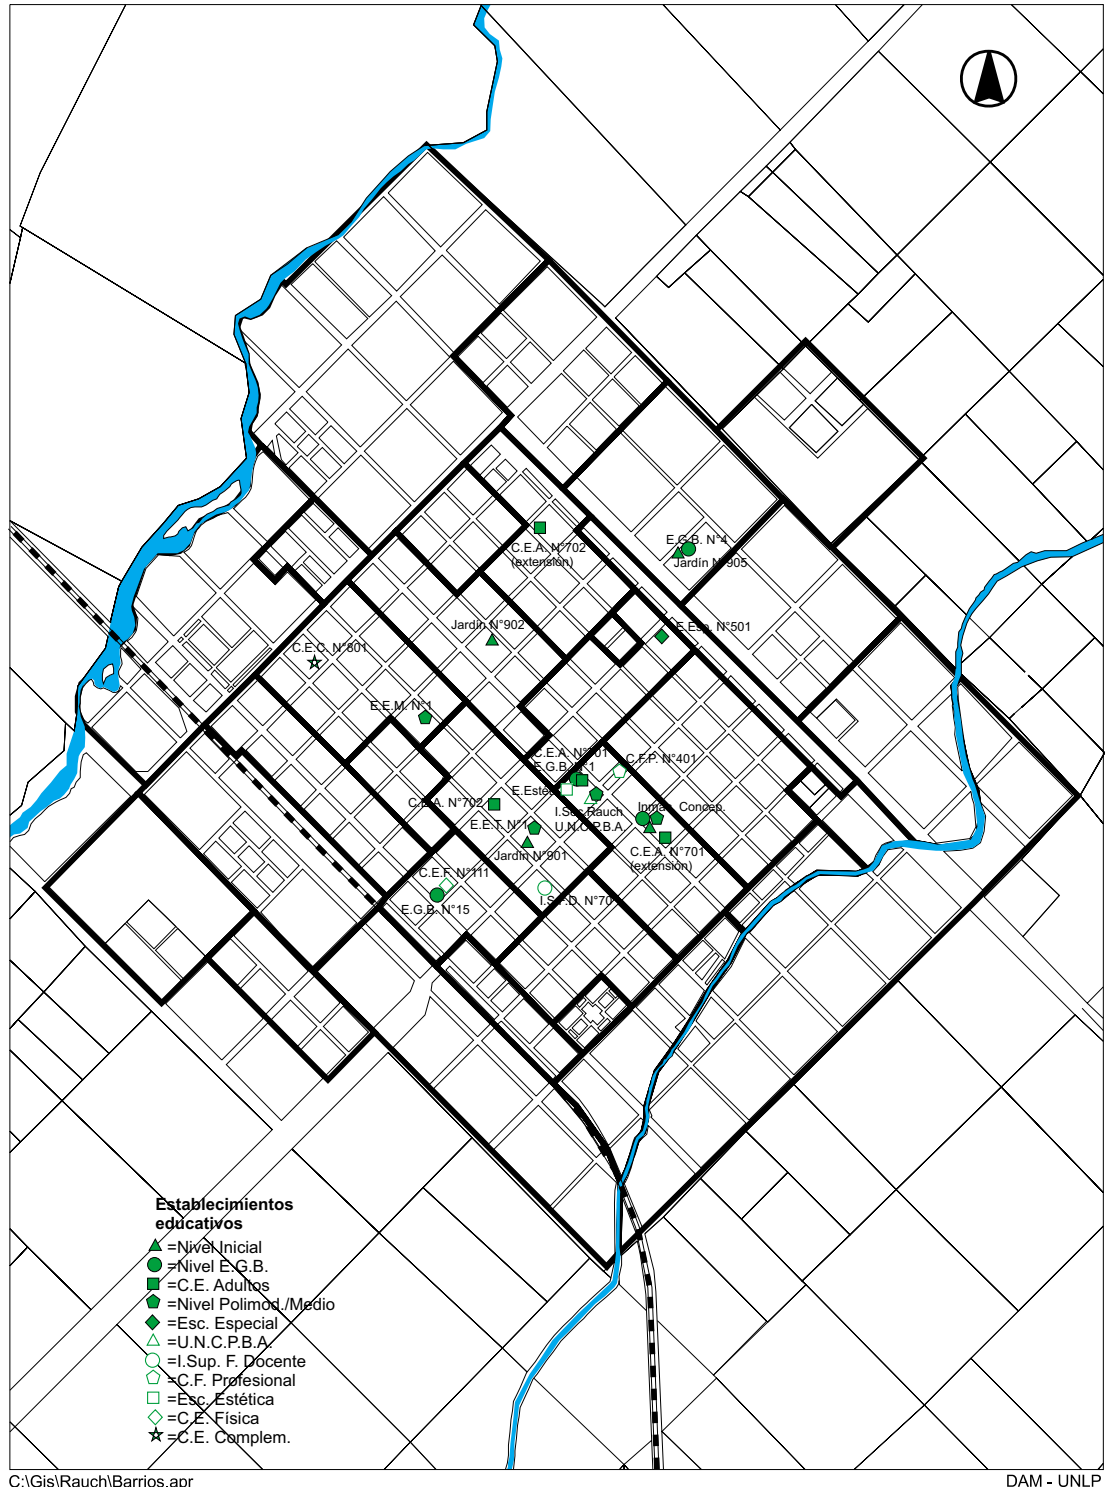 E.G.B. N°4
C.E.A. N°702
(extensión)
Jardín N°905
Jardín N°902
E.Esp. N°501
C.E.C. N°801
E.E.M. N°1
C.E.A. N°701
E.G.B. N°1
C.F.P. N°401
C.E.A. N°702
Inmac. Concep.
I.Sec.Rauch
E.E.T. N°1
U.N.C.P.B.A.
Jardín N°901
C.E.A. N°701
(extensión)
C.E.F. N°111
E.G.B. N°15
I.S.F.D. N°70
Establecimientos
educativos
=Nivel Inicial
=Nivel E.G.B.
=C.E. Adultos
=Nivel Polimod./Medio
=Esc. Especial
=U.N.C.P.B.A.
=I.Sup. F. Docente
=C.F. Profesional
=Esc. Estética
=C.E. Física
=C.E. Complem.
C:\Gis\Rauch\Barrios.apr
DAM - UNLP